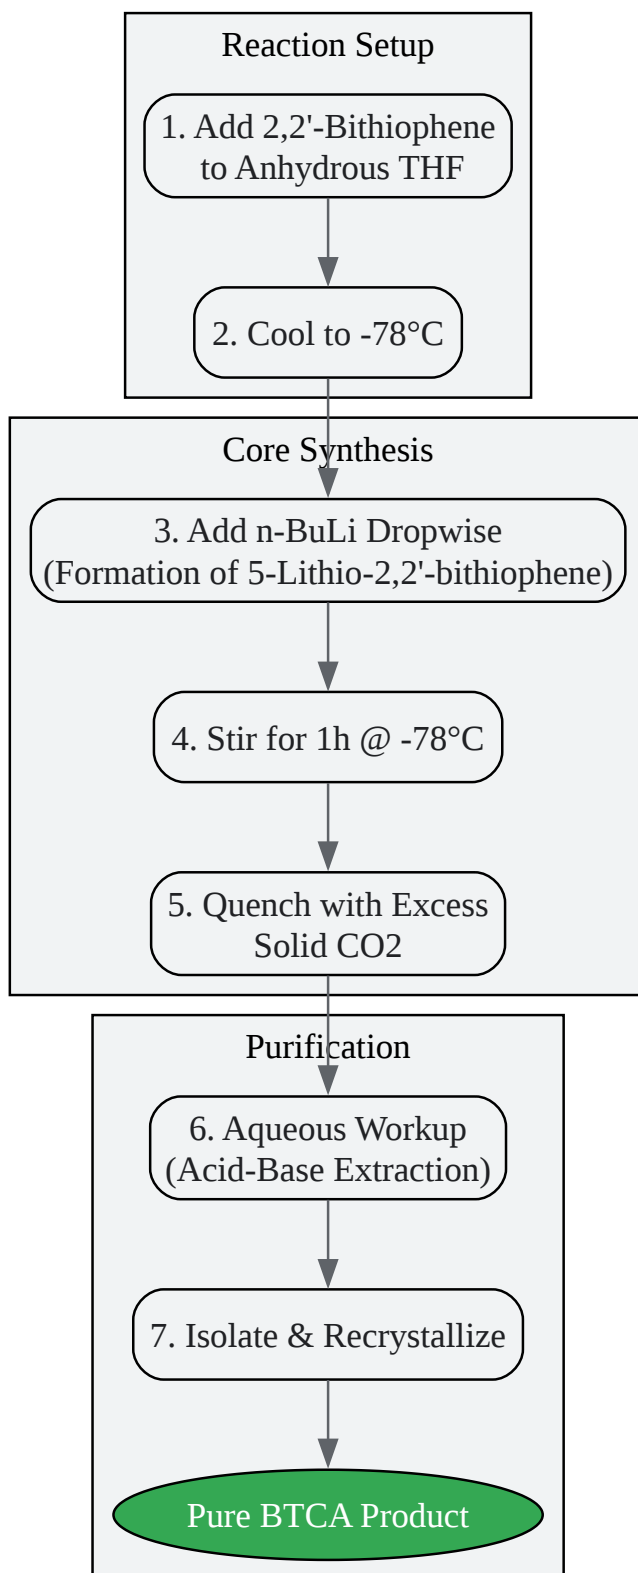 Reaction Setup
1. Add 2,2'-Bithiophene
to Anhydrous THF
2. Cool to -78°C
Core Synthesis
3. Add n-BuLi Dropwise
(Formation of 5-Lithio-2,2'-bithiophene)
4. Stir for 1h @ -78°C
5. Quench with Excess
Solid CO2
Purification
6. Aqueous Workup
(Acid-Base Extraction)
7. Isolate & Recrystallize
Pure BTCA Product